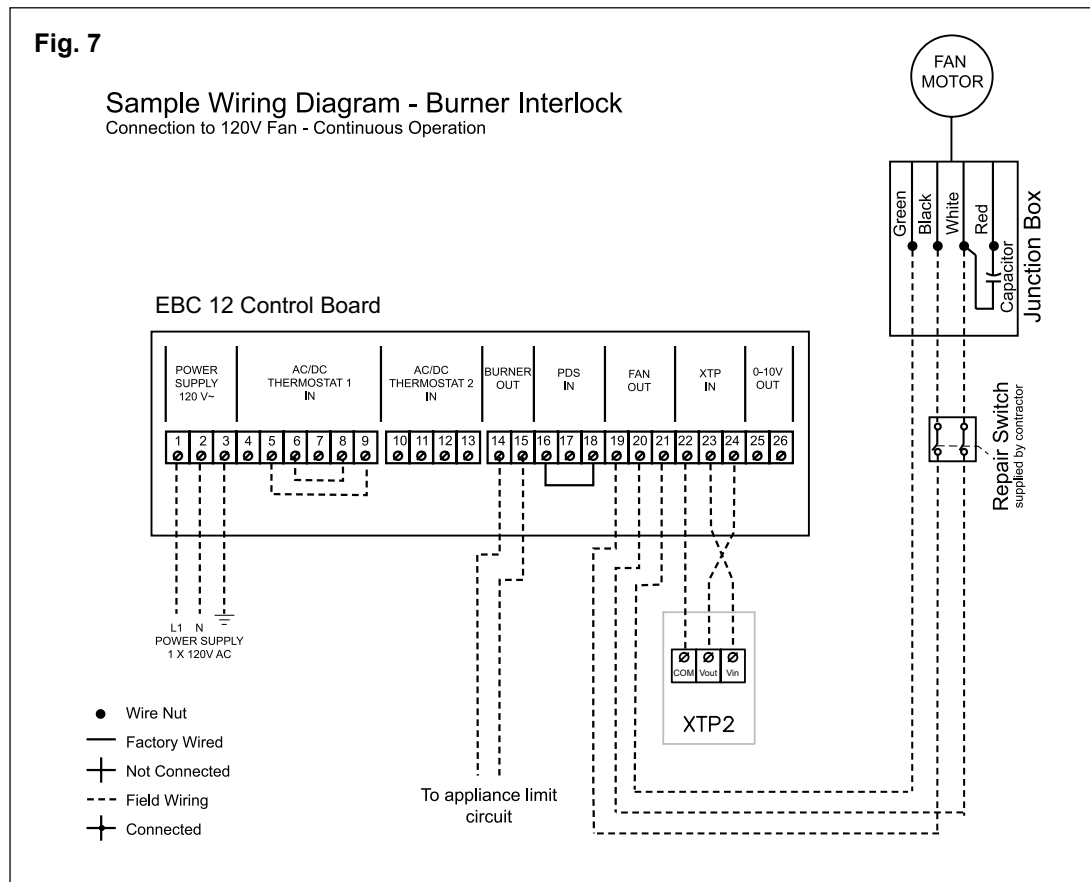 Fig. 7
Sample Wiring Diagram - Burner Interlock
Connection to 120V Fan - Continuous Operation
FAN
MOTOR
Green
Black
White
Red
Capacitor
Junction Box
EBC 12 Control Board
POWER
SUPPLY
120 V~
AC/DC
THERMOSTAT 1
IN
AC/DC
THERMOSTAT 2
IN
BURNER
OUT
PDS
IN
FAN
OUT
XTP
IN
0-10V
OUT
1 2 3 4 5 6 7 8 9 10 11 12 13 14 15 16 17 18 19 20 21 22 23 24 25 26
Repair Switch
supplied by contractor
L1 N
POWER SUPPLY
1 X 120V AC
COM Vout Vin
XTP2
Wire Nut
Factory Wired
Not Connected
Field Wiring
Connected
To appliance limit
circuit